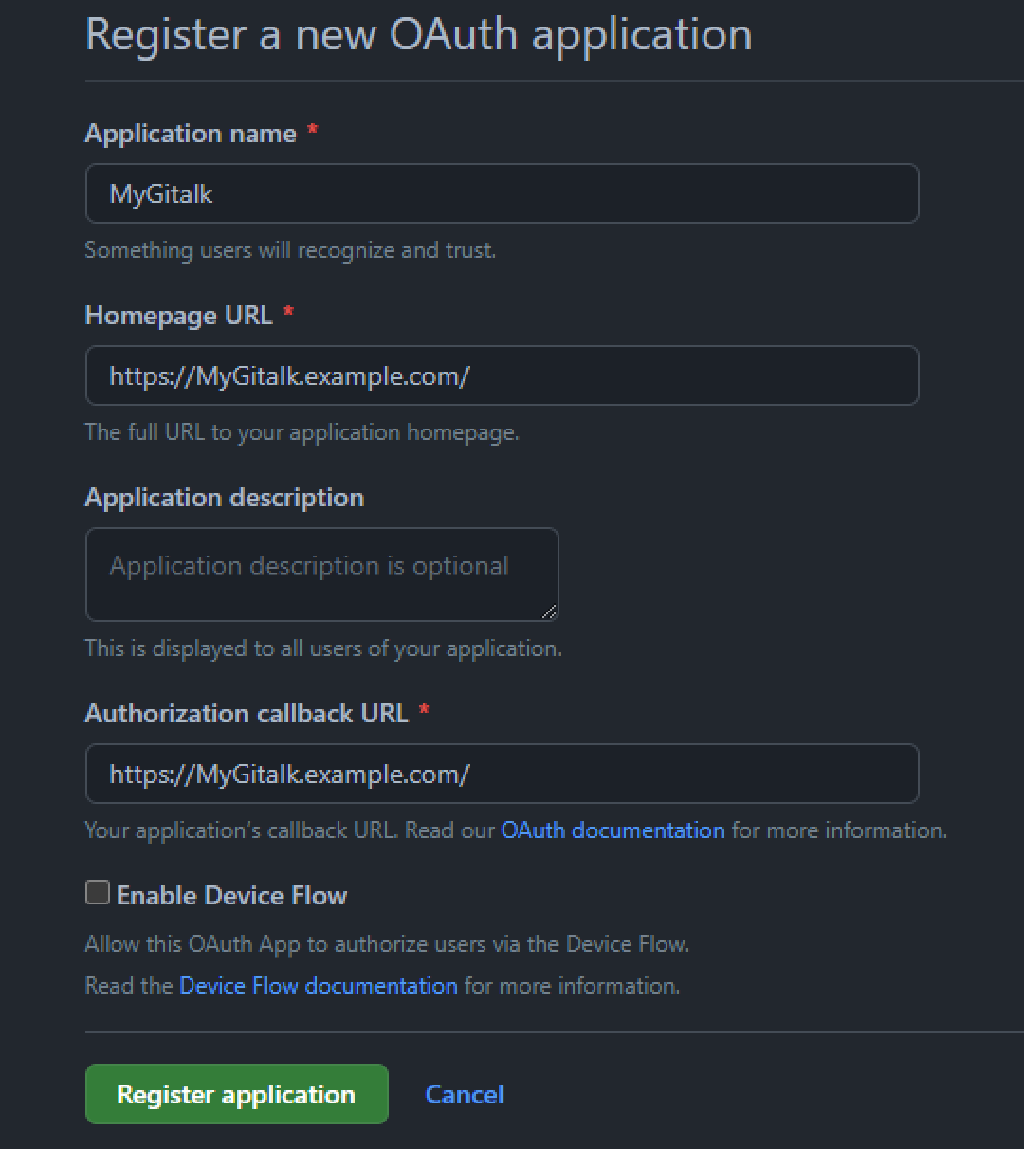 Register a new OAuth application
Application name *
MyGitalk
Something users will recognize and trust.
Homepage URL *
https://MyGitalk.example.com/
The full URL to your application homepage.
Application description
Application description is optional
This is displayed to all users of your application.
Authorization callback URL *
https://MyGitalk.example.com/
Your application's callback URL. Read our OAuth documentation for more information.
Enable Device Flow
Allow this OAuth App to authorize users via the Device Flow.
Read the Device Flow documentation for more information.
Register application Cancel